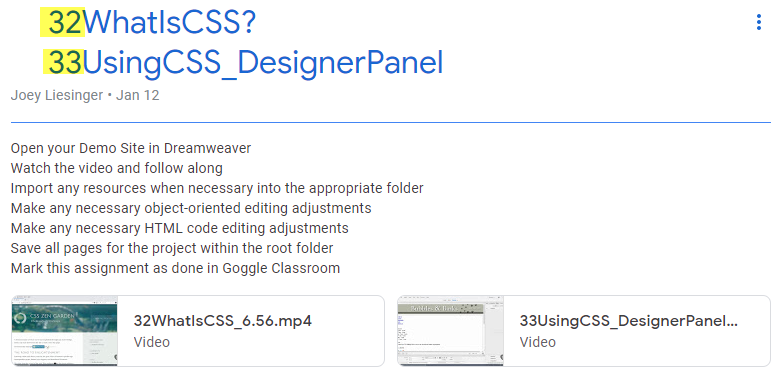 32WhatIsCSS?
33UsingCSS_DesignerPanel
Joey Liesinger • Jan 12
Open your Demo Site in Dreamweaver
Watch the video and follow along
Import any resources when necessary into the appropriate folder
Make any necessary object-oriented editing adjustments
Make any necessary HTML code editing adjustments
Save all pages for the project within the root folder
Mark this assignment as done in Goggle Classroom
CSS ZEN GARDEN
32WhatIsCSS_6.56.mp4
Video
33UsingCSS_DesignerPanel...
Video